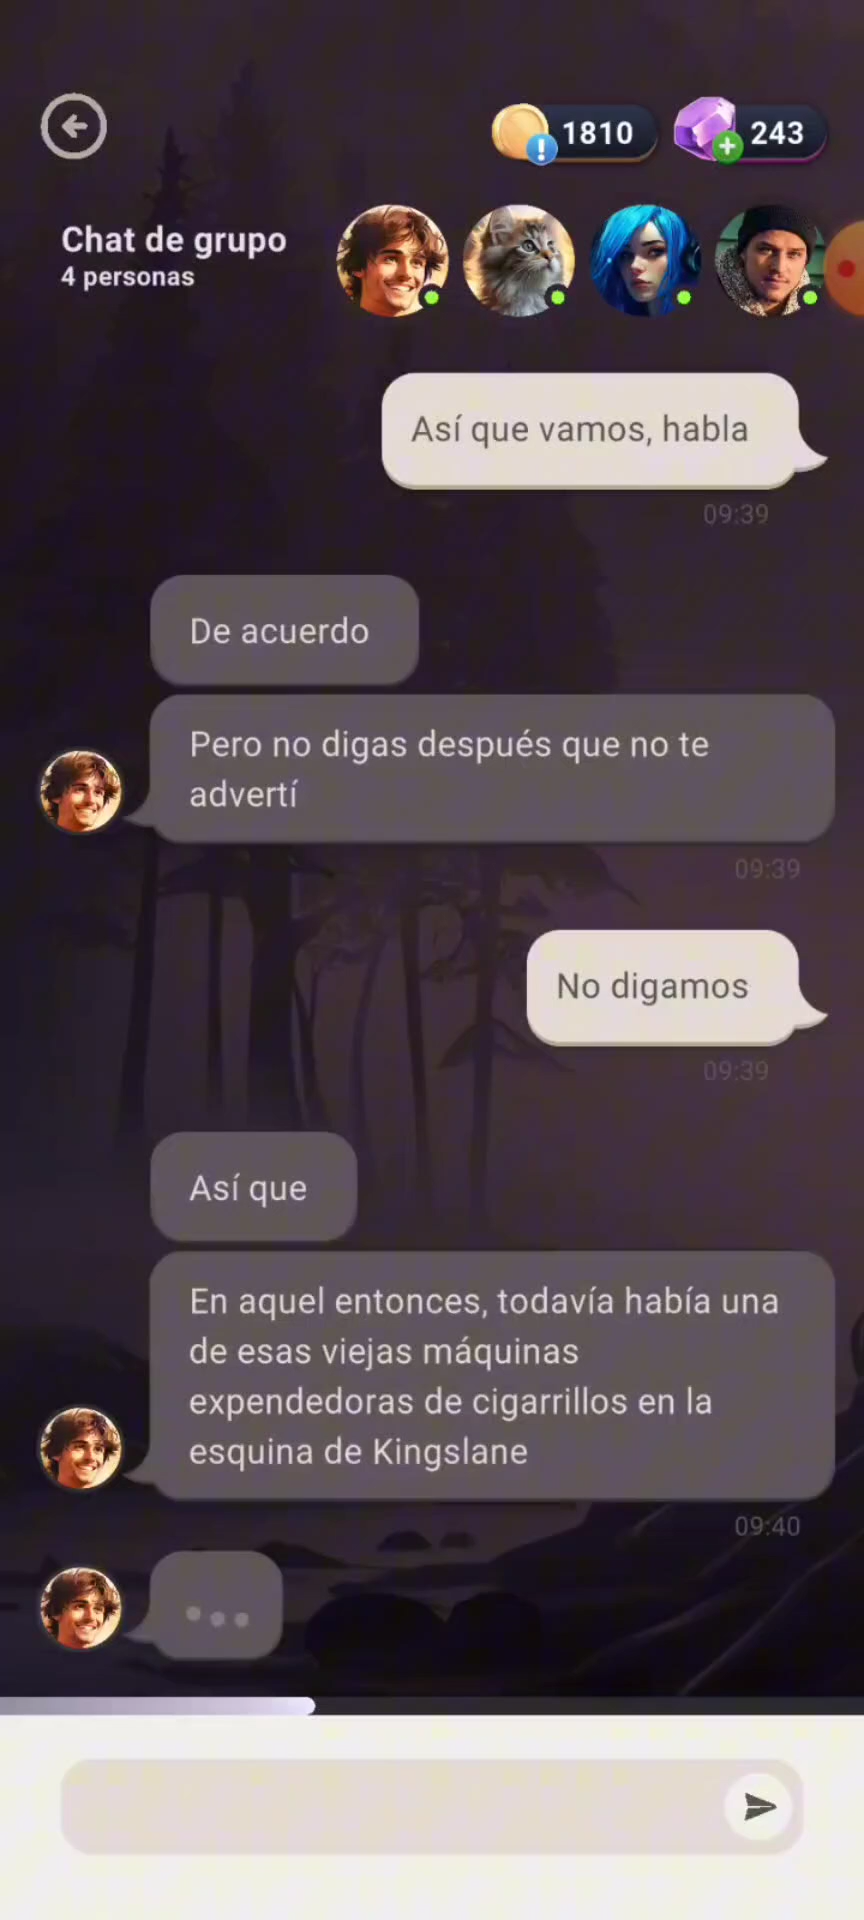 1810
243
Chat de grupo
4 personas
Así que vamos, habla
09:39
De acuerdo
Pero no digas después que no te
advertí
09:39
No digamos
09:39
Así que
En aquel entonces, todavía había una
de esas viejas máquinas
expendedoras de cigarrillos en la
esquina de Kingslane
09:40